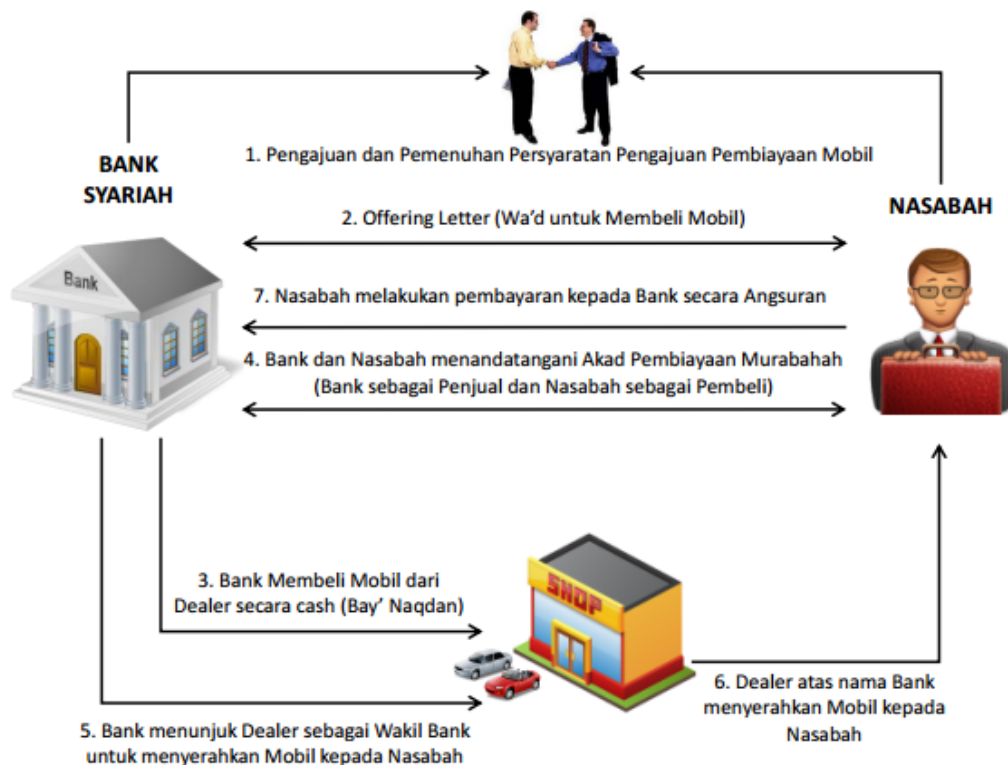 1. Pengajuan dan Pemenuhan Persyaratan Pengajuan Pembiayaan Mobil
BANK
SYARIAH
NASABAH
2. Offering Letter (Wa’d untuk Membeli Mobil)
Bank
7. Nasabah melakukan pembayaran kepada Bank secara Angsuran
4. Bank dan Nasabah menandatangani Akad Pembiayaan Murabahah
(Bank sebagai Penjual dan Nasabah sebagai Pembeli)
3. Bank Membeli Mobil dari
Dealer secara cash (Bay’ Naqdan)
SHOP
5. Bank menunjuk Dealer sebagai Wakil Bank
untuk menyerahkan Mobil kepada Nasabah
6. Dealer atas nama Bank
menyerahkan Mobil kepada
Nasabah